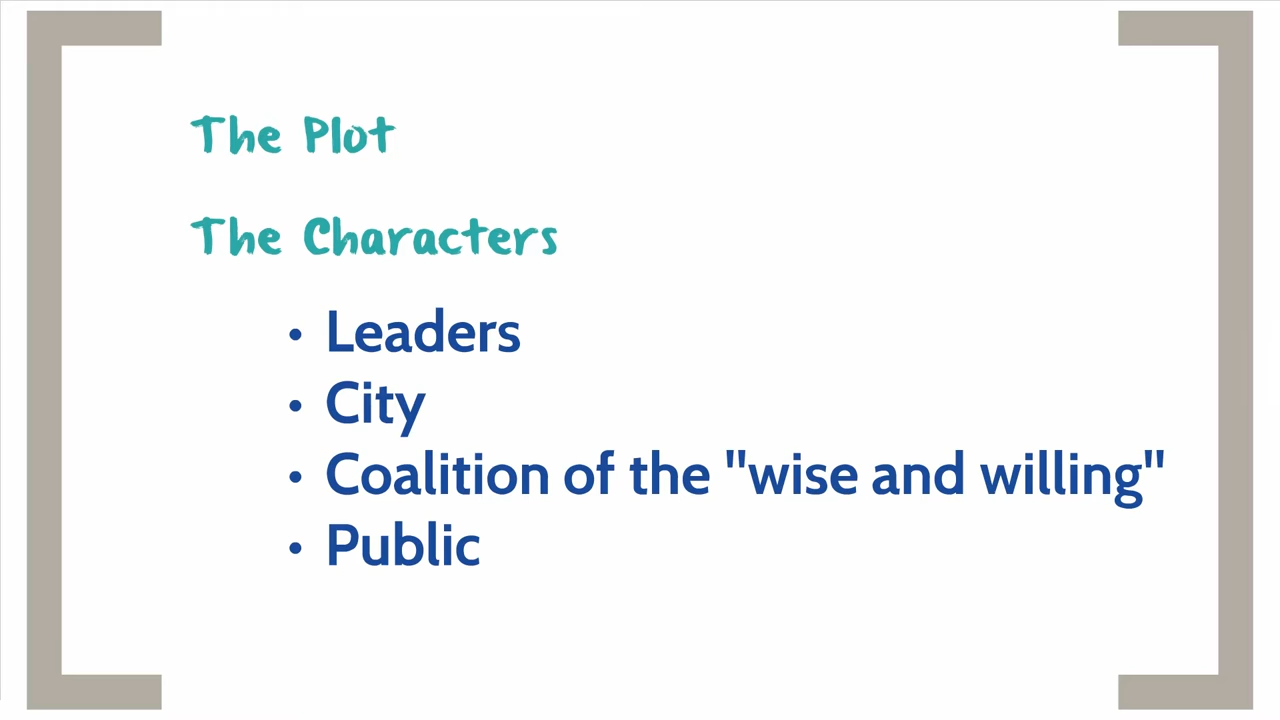 The Plot
The Characters
• Leaders
• City
• Coalition of the "wise and willing"
• Public